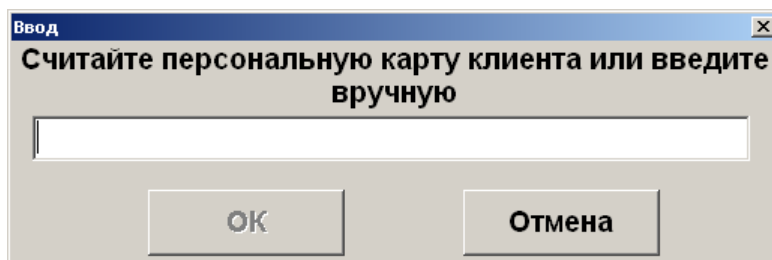 Ввод
Считайте персональную карту клиента или введите
вручную
ОК
Отмена